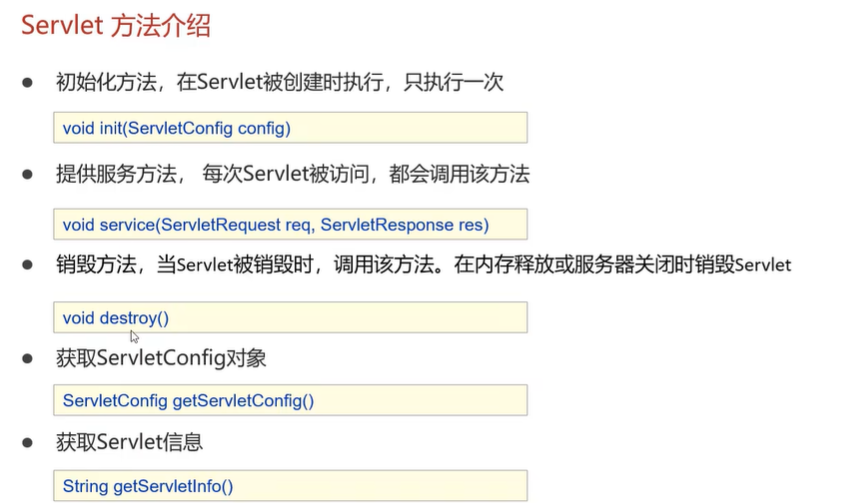 Servlet 方法介绍
● 初始化方法，在Servlet被创建时执行，只执行一次
void init(ServletConfig config)
● 提供服务方法， 每次Servlet被访问，都会调用该方法
void service(ServletRequest req, ServletResponse res)
● 销毁方法，当Servlet被销毁时，调用该方法。在内存释放或服务器关闭时销毁Servlet
void destroy()
● 获取ServletConfig对象
ServletConfig getServletConfig()
● 获取Servlet信息
String getServletInfo()